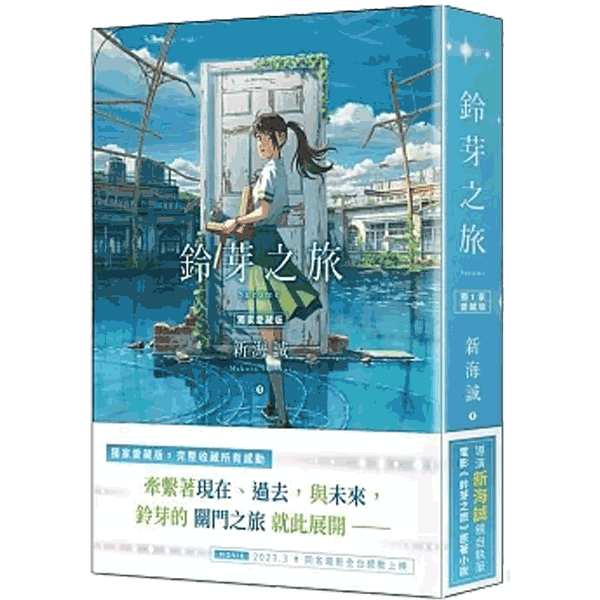 鈴芽之旅
Suzume
獨家愛藏版
新海誠
獨家愛藏版:完整收藏所有感動
牽繫著現在、過去，與未來，
鈴芽的 關門之旅 就此展開——
MOVIE 2023.3 同名電影全台感動上映
鈴芽之旅
Suzume
獨家
愛藏版
新海誠
導演新海誠親自執筆
電影《鈴芽之旅》原著小說